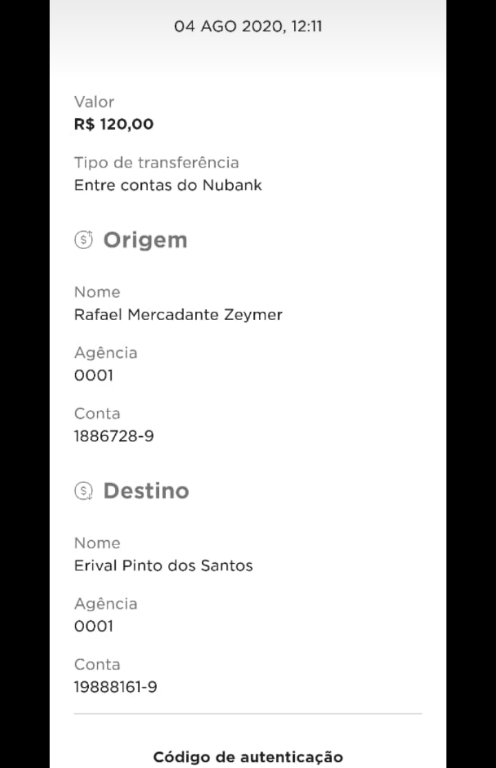 04 AGO 2020, 12:11
Valor
R$ 120,00
Tipo de transferência
Entre contas do Nubank
Origem
Nome
Rafael Mercadante Zeymer
Agência
0001
Conta
1886728-9
Destino
Nome
Erival Pinto dos Santos
Agência
0001
Conta
19888161-9
Código de autenticação